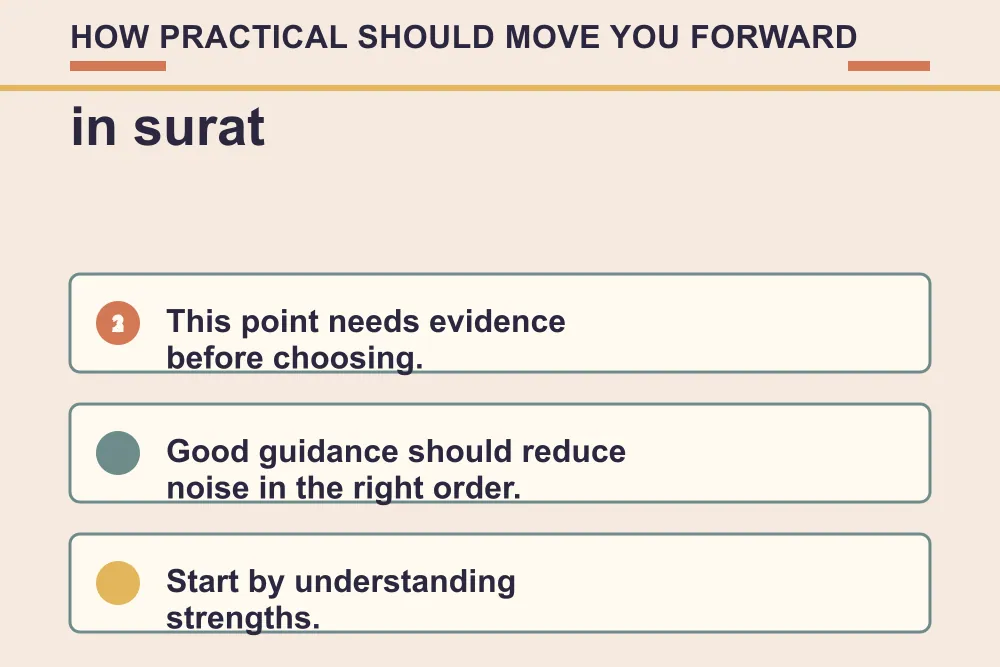 HOW PRACTICAL SHOULD MOVE YOU FORWARD
in surat
This point needs evidence
before choosing.
Good guidance should reduce
noise in the right order.
Start by understanding
strengths.